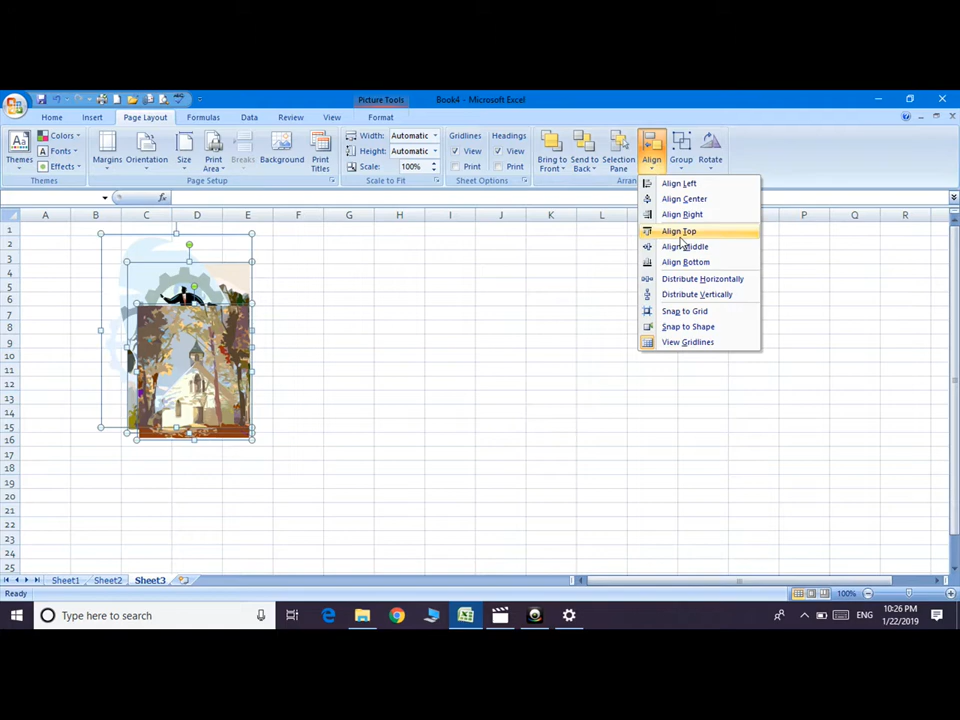 Picture Tools
Book4 - Microsoft Excel
Home Insert Page Layout Formulas Data Review View Format
Themes
Colors
Fonts
Effects
Themes
Margins Orientation Size Print Area Breaks Background Print Titles
Page Setup
Width: Automatic
Height: Automatic
Scale: 100%
Scale to Fit
Gridlines Headings
View View
Print Print
Sheet Options
Bring to Front Send to Back Selection Pane Align Group Rotate
Arran
Align Left
Align Center
Align Right
Align Top
Align Middle
Align Bottom
Distribute Horizontally
Distribute Vertically
Snap to Grid
Snap to Shape
View Gridlines
fx
A B C D E F G H I J K L P Q R
1
2
3
4
5
6
7
8
9
10
11
12
13
14
15
16
17
18
19
20
21
22
23
24
25
Sheet1 Sheet2 Sheet3
Ready
100%
Type here to search
ENG
10:26 PM
1/22/2019